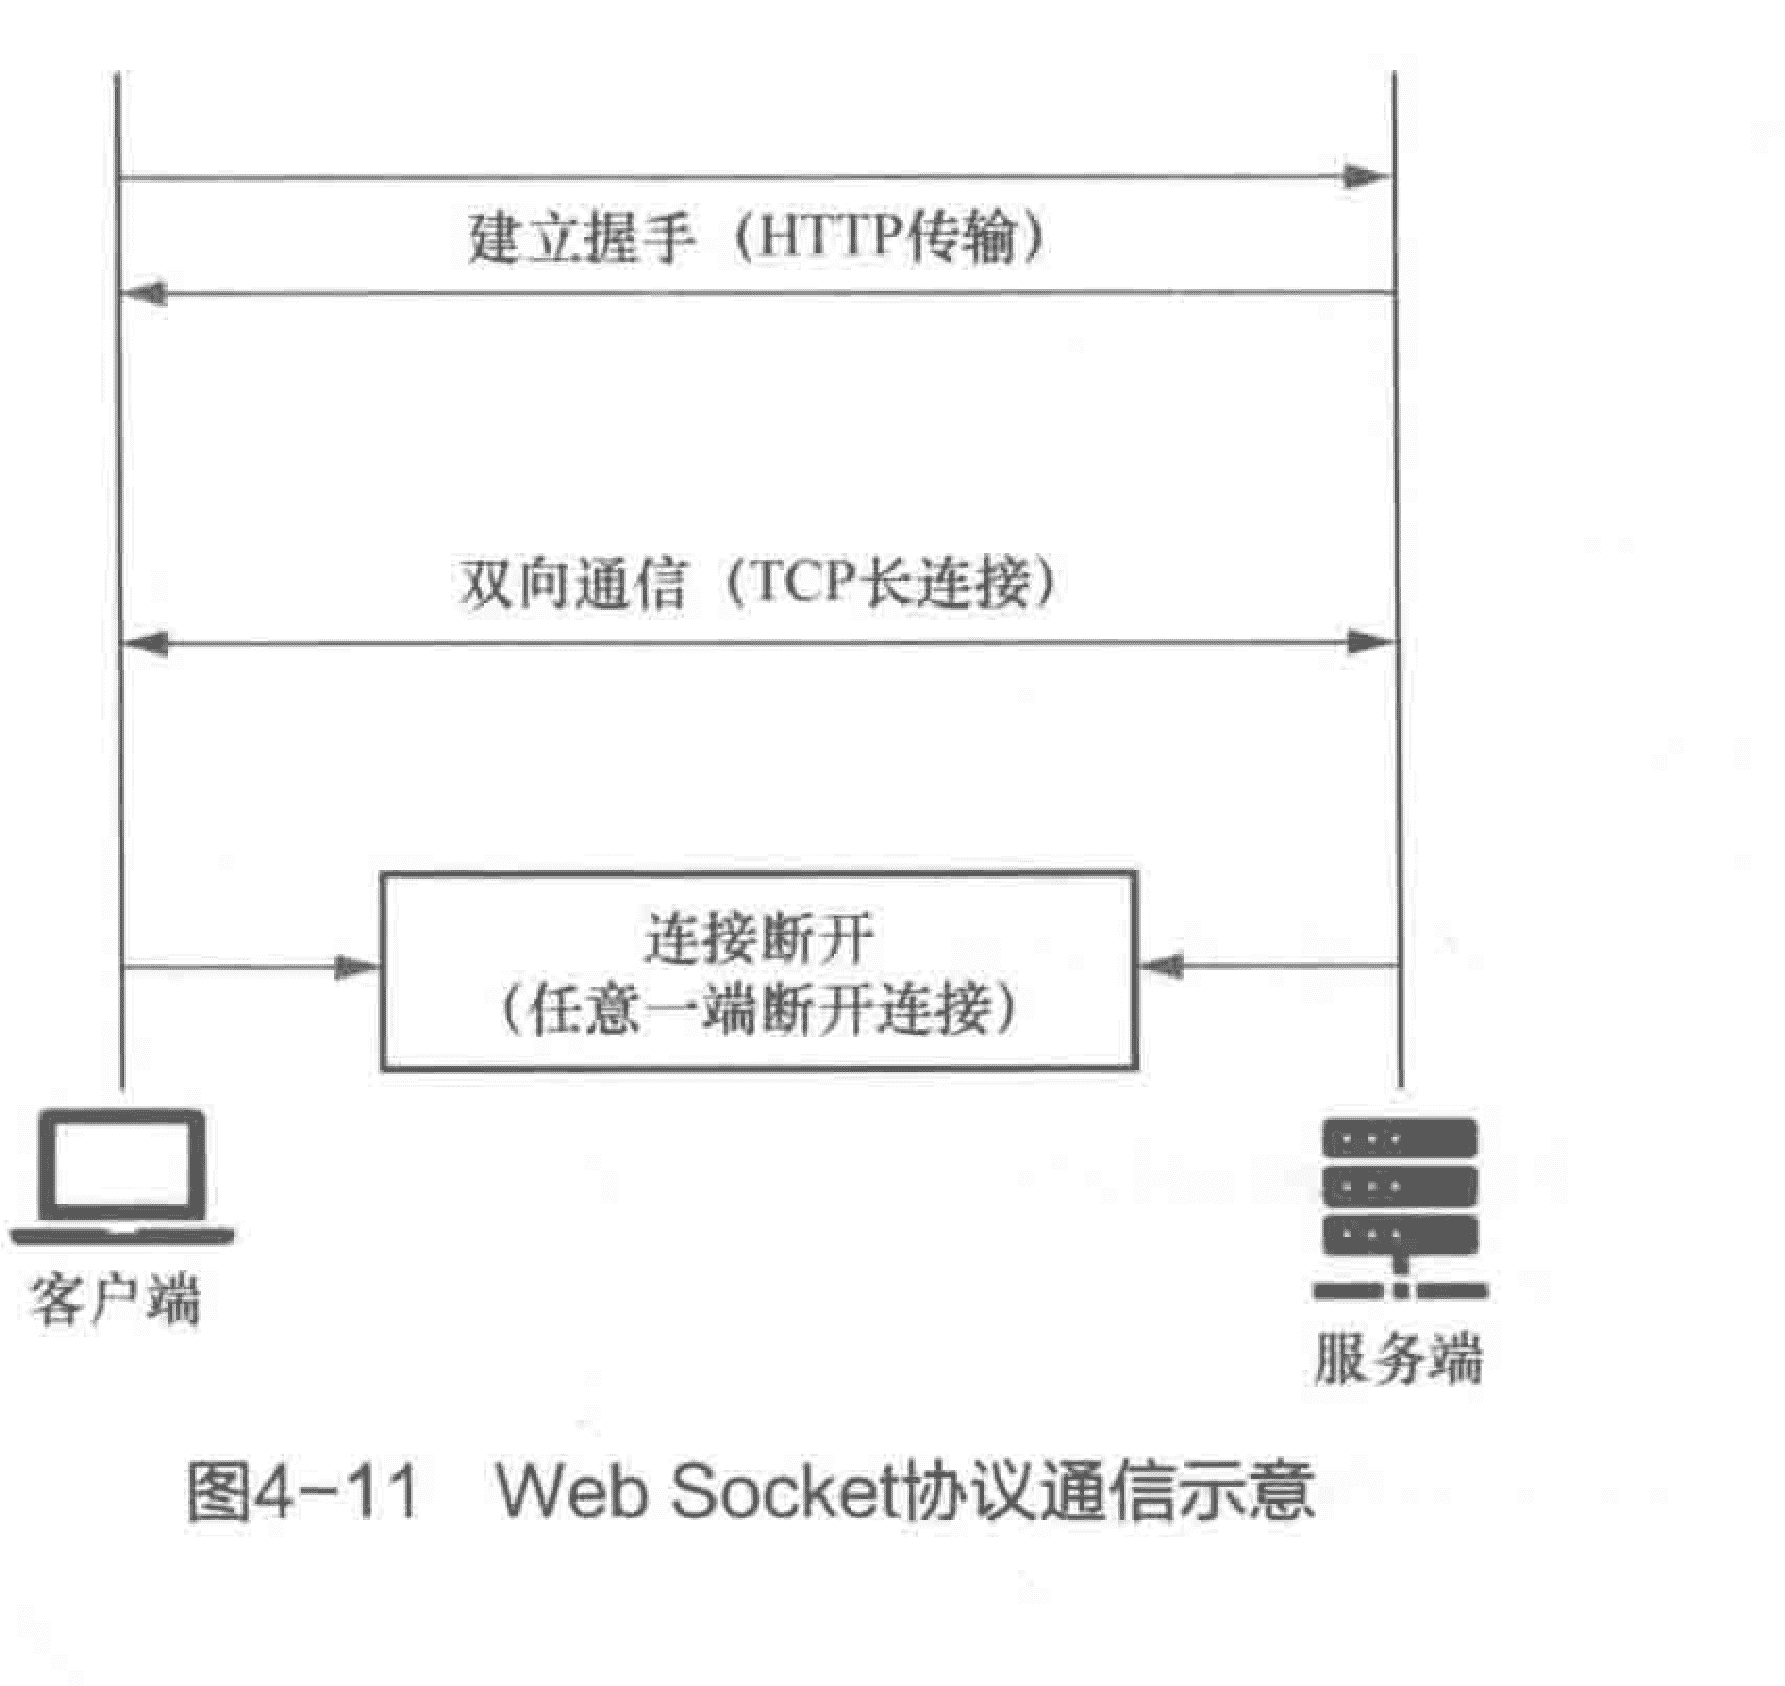 建立握手（HTTP传输）
双向通信（TCP长连接）
连接断开
（任意一端断开连接）
客户端
服务端
图4-11 Web Socket协议通信示意